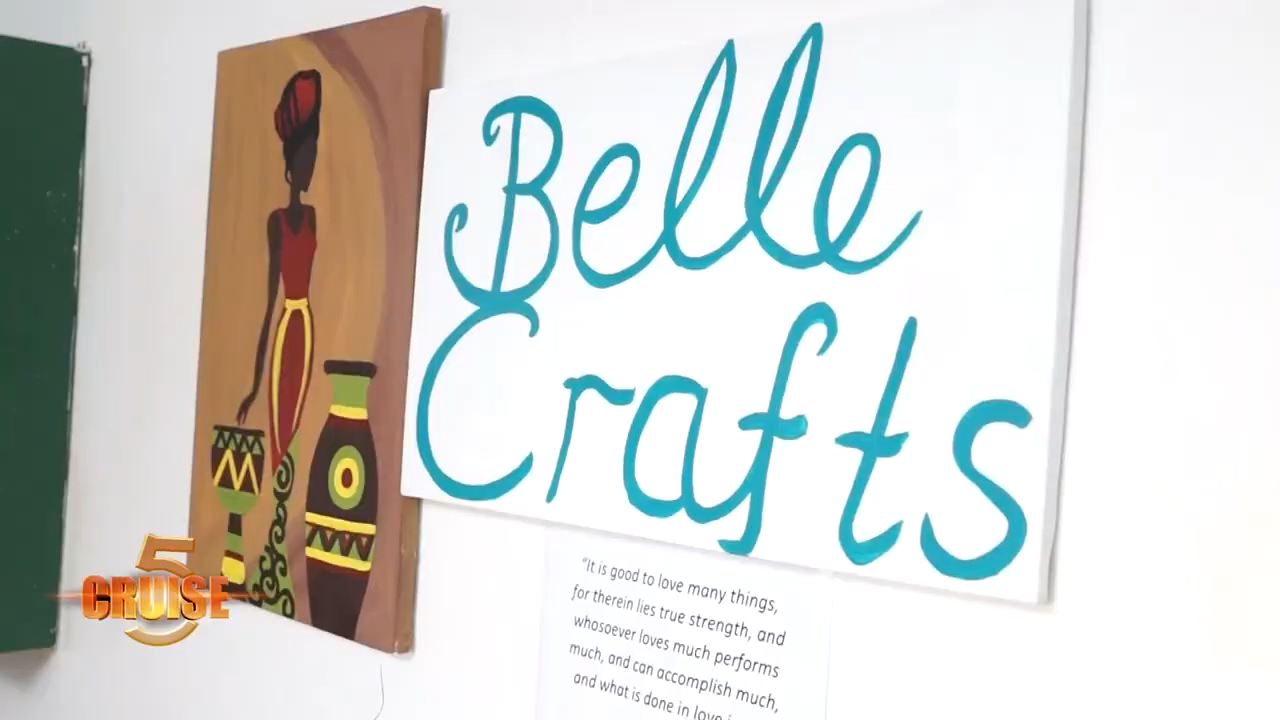 Belle
Crafts
"It is good to love many things,
for therein lies true strength, and
whosoever loves much performs
much, and can accomplish much,
and what is done in love
CRUISE
5